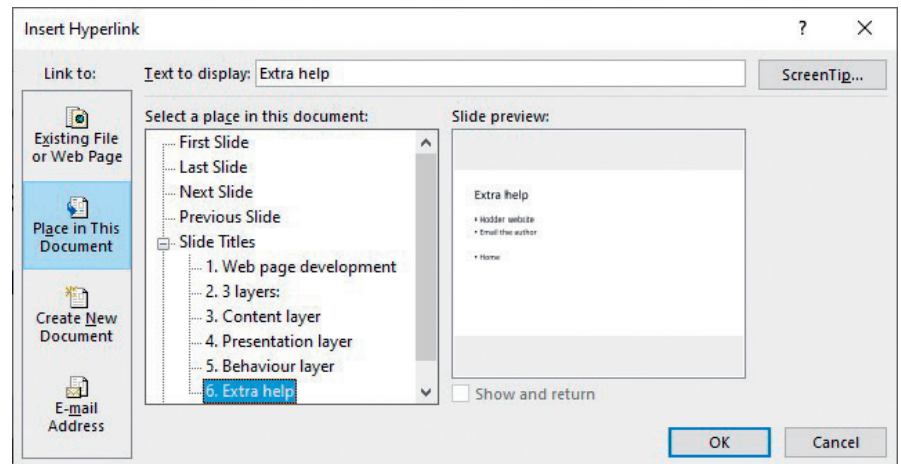 Insert Hyperlink
?
Link to:
Text to display: Extra help
ScreenTip...
Existing File
or Web Page
Place in This
Document
Create New
Document
E-mail
Address
Select a place in this document:
First Slide
Last Slide
Next Slide
Previous Slide
Slide Titles
1. Web page development
2. 3 layers:
3. Content layer
4. Presentation layer
5. Behaviour layer
6. Extra help
Slide preview:
Extra help
• Hodder website
• Email the author
• Home
Show and return
OK
Cancel